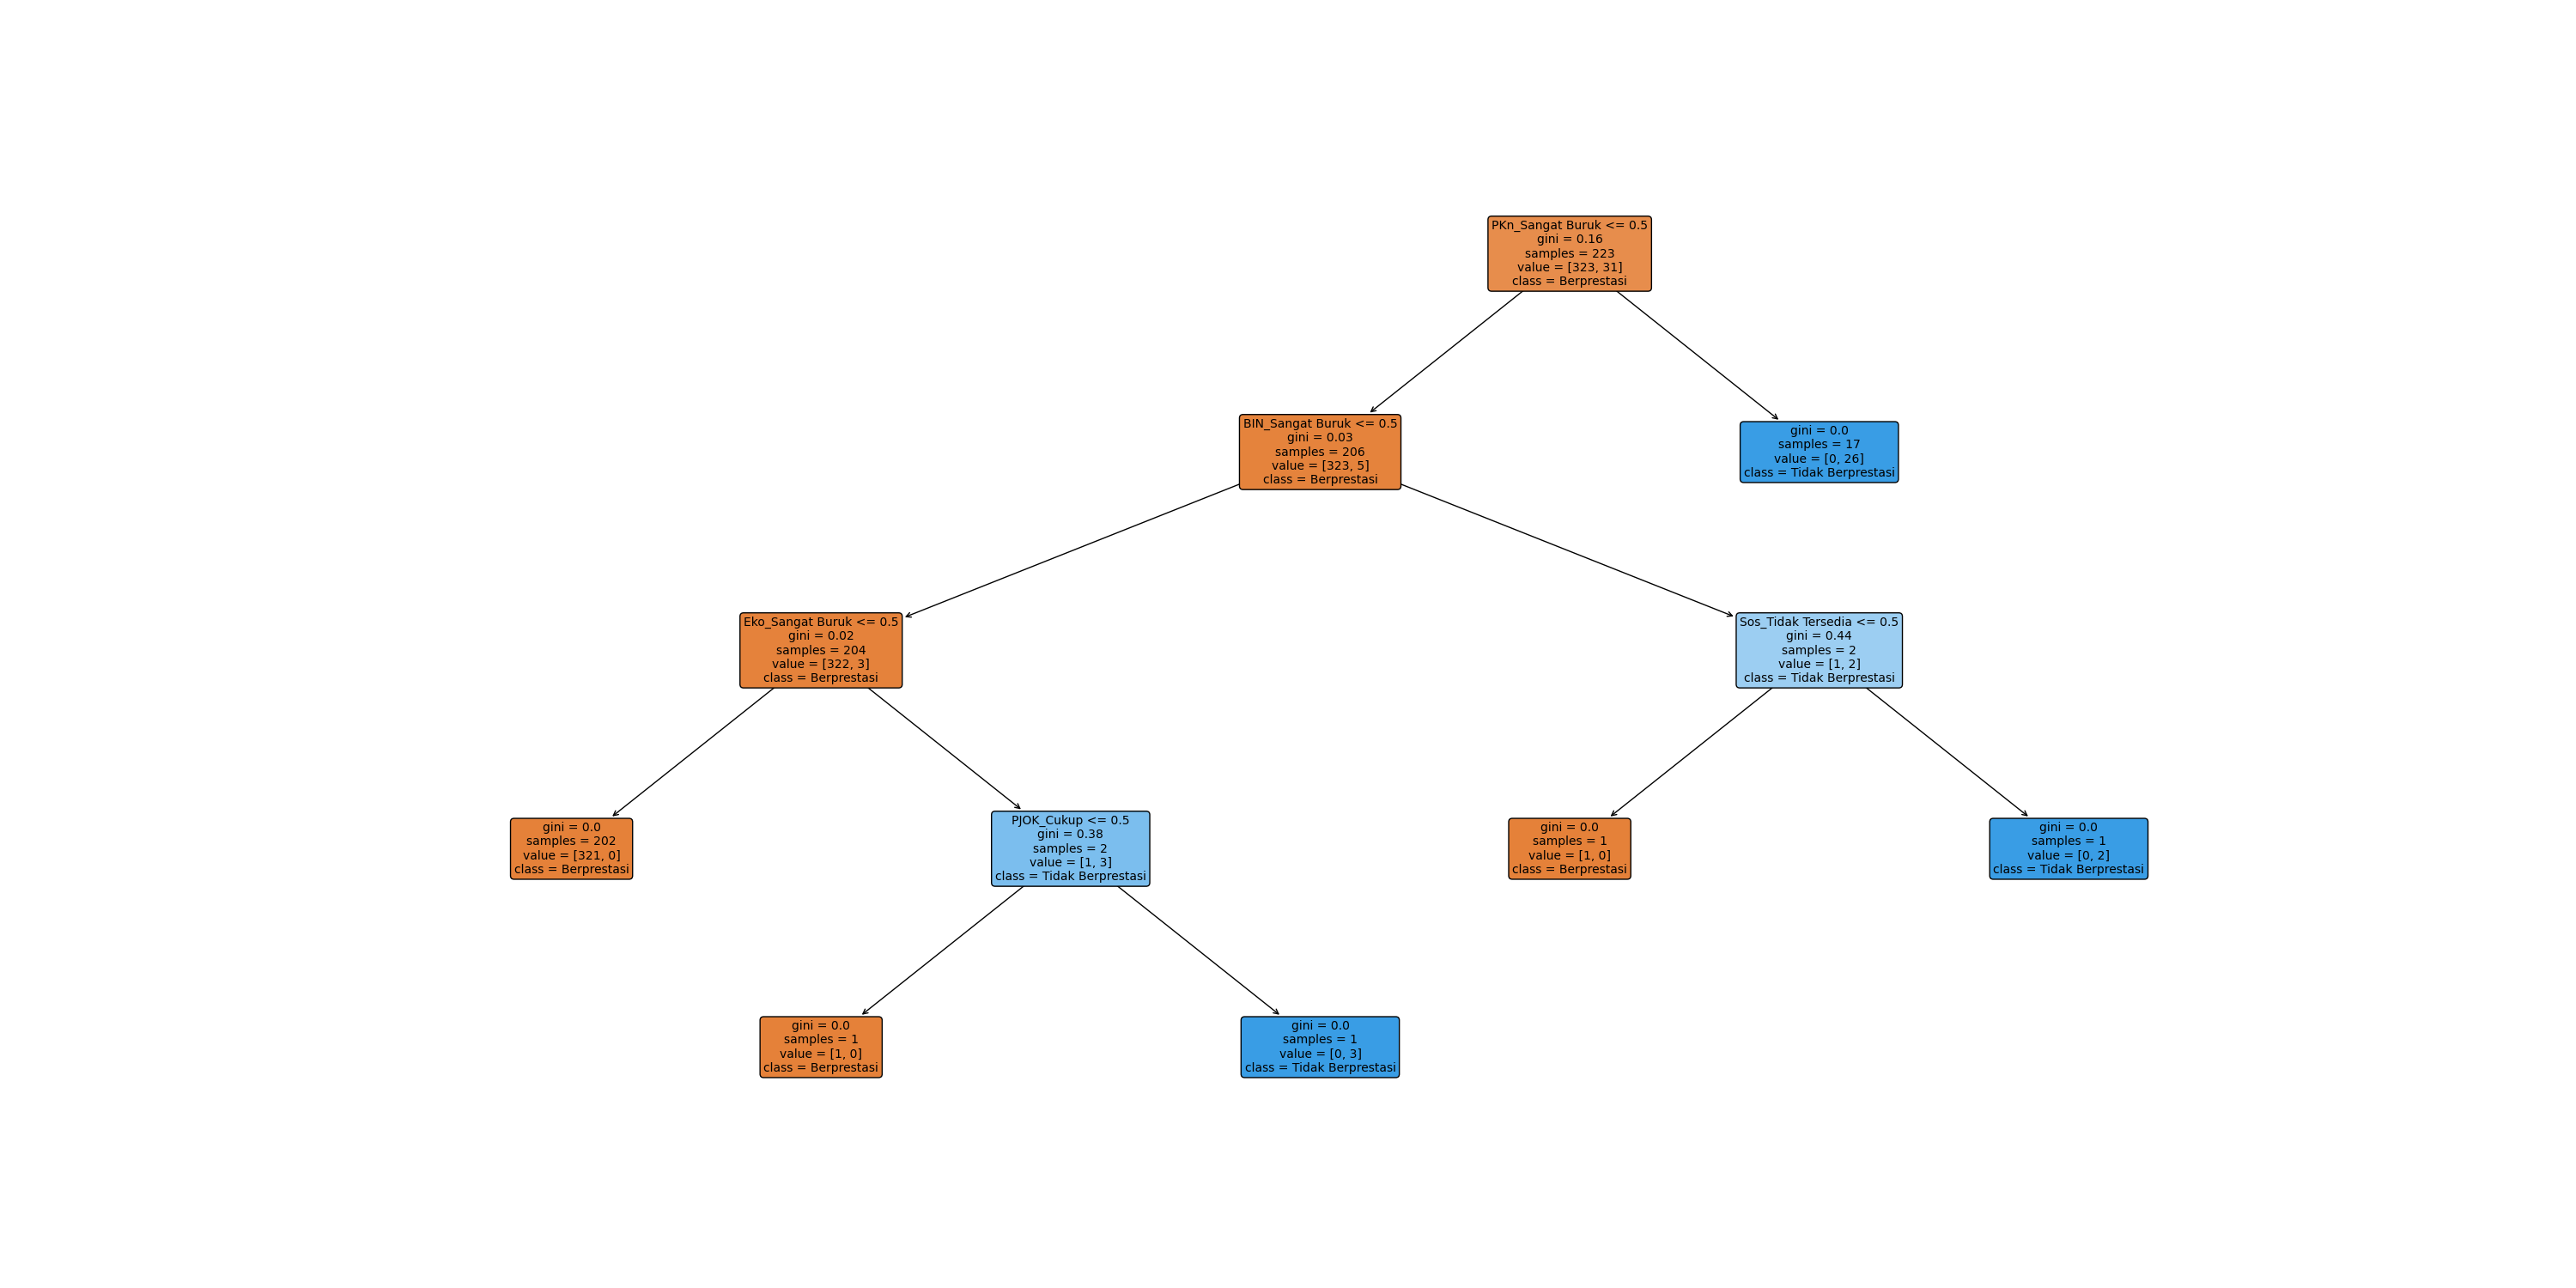 PKn_Sangat Buruk <= 0.5
gini = 0.16
samples = 223
value = [323, 31]
class = Berprestasi
BIN_Sangat Buruk <= 0.5
gini = 0.03
samples = 206
value = [323, 5]
class = Berprestasi
gini = 0.0
samples = 17
value = [0, 26]
class = Tidak Berprestasi
Eko_Sangat Buruk <= 0.5
gini = 0.02
samples = 204
value = [322, 3]
class = Berprestasi
Sos_Tidak Tersedia <= 0.5
gini = 0.44
samples = 2
value = [1, 2]
class = Tidak Berprestasi
gini = 0.0
samples = 202
value = [321, 0]
class = Berprestasi
PJOK_Cukup <= 0.5
gini = 0.38
samples = 2
value = [1, 3]
class = Tidak Berprestasi
gini = 0.0
samples = 1
value = [1, 0]
class = Berprestasi
gini = 0.0
samples = 1
value = [0, 2]
class = Tidak Berprestasi
gini = 0.0
samples = 1
value = [1, 0]
class = Berprestasi
gini = 0.0
samples = 1
value = [0, 3]
class = Tidak Berprestasi